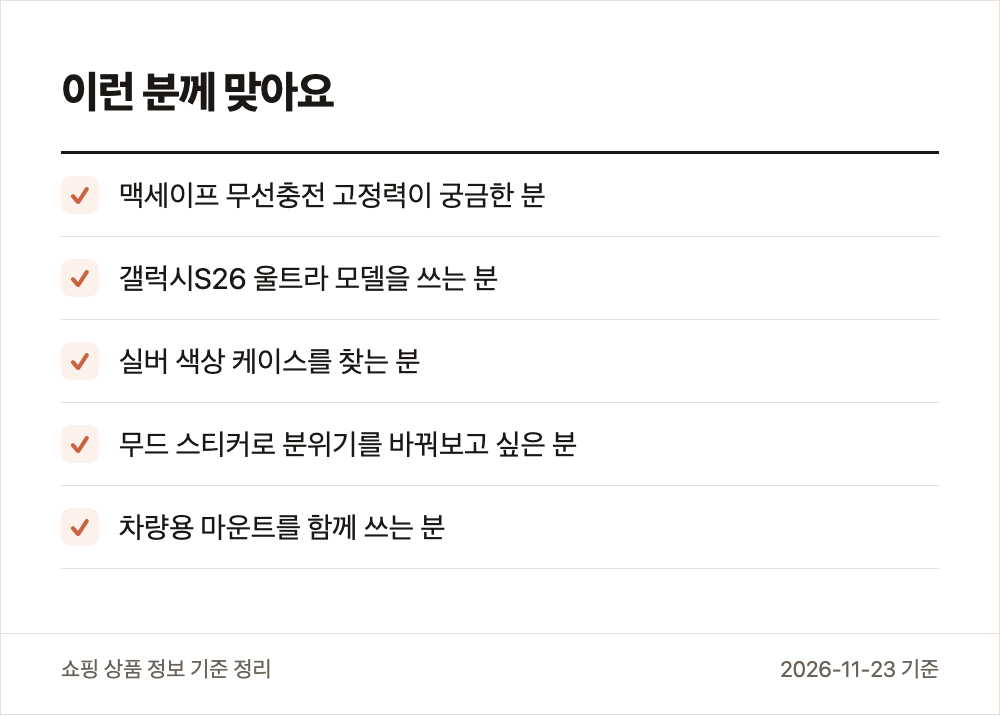 이런 분께 맞아요
맥세이프 무선충전 고정력이 궁금한 분
갤럭시S26 울트라 모델을 쓰는 분
실버 색상 케이스를 찾는 분
무드 스티커로 분위기를 바꿔보고 싶은 분
차량용 마운트를 함께 쓰는 분
쇼핑 상품 정보 기준 정리
2026-11-23 기준